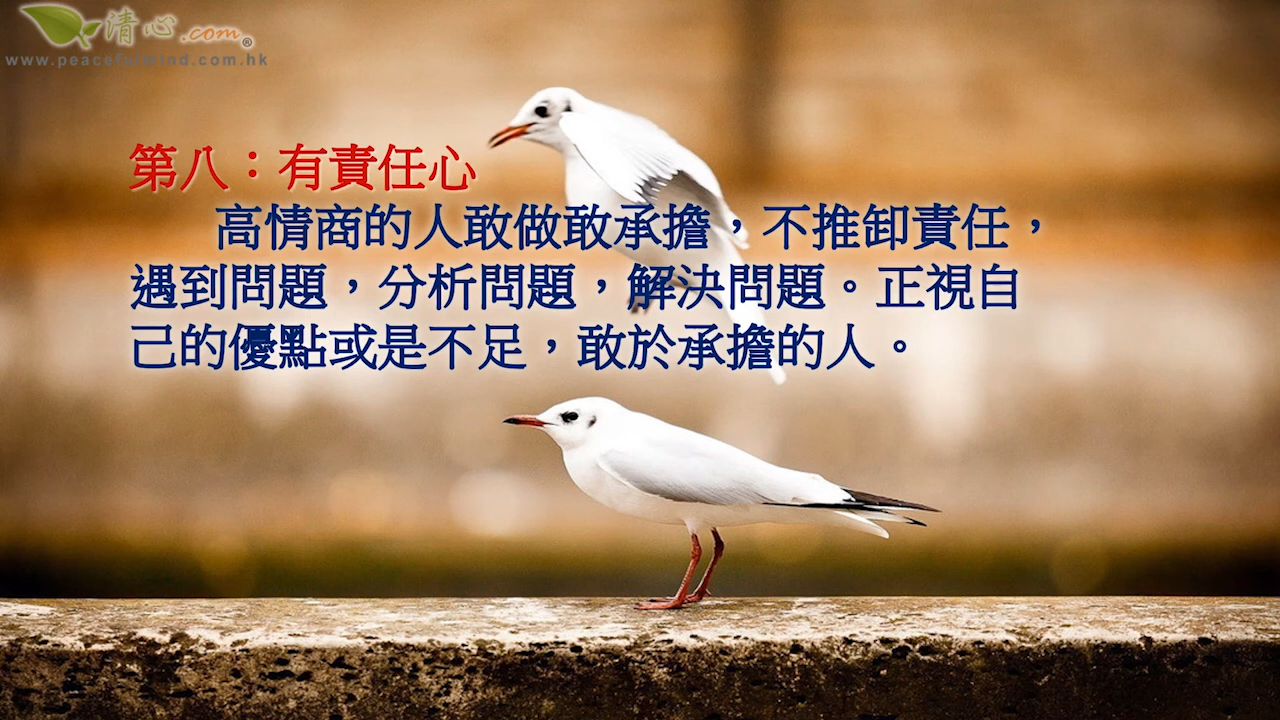 清心.com®
www.peacefulmind.com.hk
第八：有責任心
高情商的人敢做敢承擔，不推卸責任，
遇到問題，分析問題，解決問題。正視自
己的優點或是不足，敢於承擔的人。